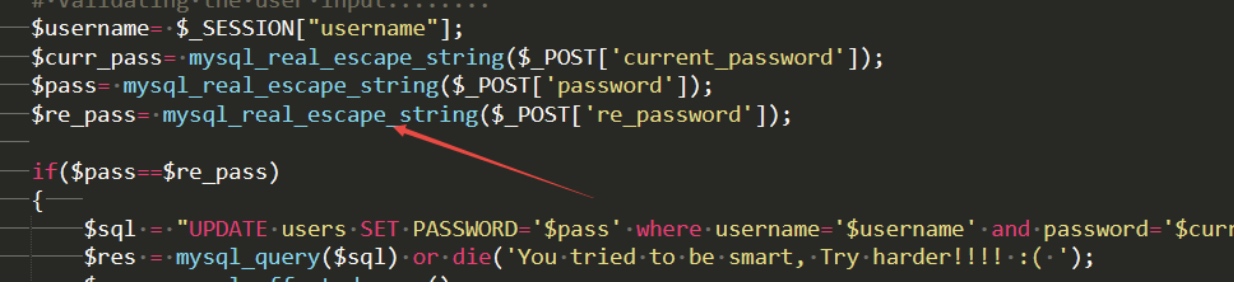 # Validating the user input........
$username= $_SESSION["username"];
$curr_pass= mysql_real_escape_string($_POST['current_password']);
$pass= mysql_real_escape_string($_POST['password']);
$re_pass= mysql_real_escape_string($_POST['re_password']);
if($pass==$re_pass)
{
$sql = "UPDATE users SET PASSWORD='$pass' where username='$username' and password='$curr
$res = mysql_query($sql) or die('You tried to be smart, Try harder!!!! :( ');